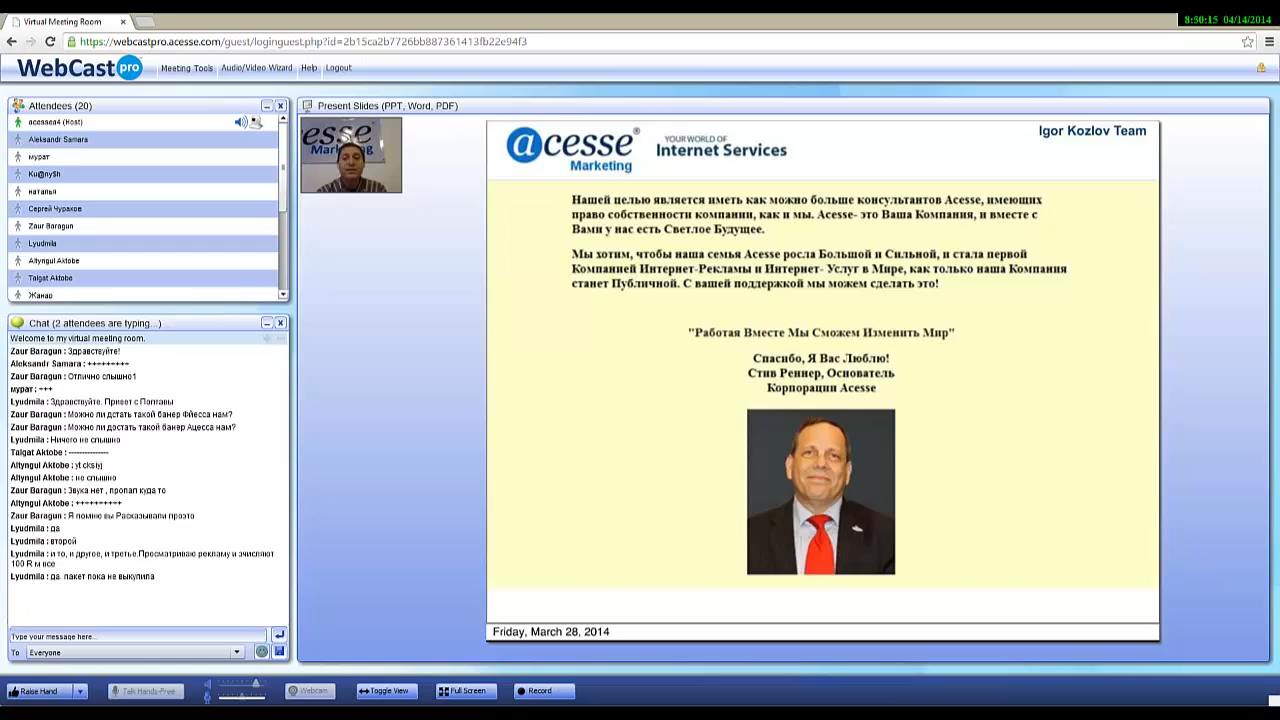 Virtual Meeting Room
8:50:15 04/14/2014
https://webcastpro.acesse.com/guest/loginguest.php?id=2b15ca2b7726bb887361413fb22e94f3
WebCast pro
Meeting Tools
Audio/Video Wizard
Help
Logout
Attendees (20)
acessea4 (Host)
Aleksandr Samara
мурат
Ku@ny$h
наталья
Сергей Чураков
Zaur Baragun
Lyudmila
Altyngul Aktobe
Talgat Aktobe
Жанар
Chat (2 attendees are typing...)
Welcome to my virtual meeting room.
Zaur Baragun : Здравствуйте!
Aleksandr Samara : +++++++++
Zaur Baragun : Отлично слышно1
мурат : +++
Lyudmila : Здравствуйте. Привет с Полтавы
Zaur Baragun : Можно ли дстать такой банер Фйесса нам?
Zaur Baragun : Можно ли достать такой банер Ацесса нам?
Lyudmila : Ничего не слышно
Talgat Aktobe : ---------------
Altyngul Aktobe : yt cksiyj
Altyngul Aktobe : не слышно
Zaur Baragun : Звука нет , пропал куда то
Altyngul Aktobe : ++++++++++
Zaur Baragun : Я помню вы Расказывали проэто
Lyudmila : да
Lyudmila : второй
Lyudmila : и то, и другое, и третье.Просматриваю рекламу и зчисляют
100 R м все
Lyudmila : да. пакет пока не выкупила
Type your message here...
To Everyone
Present Slides (PPT, Word, PDF)
esse
Marketing
@cesse®
Marketing
YOUR WORLD OF
Internet Services
Igor Kozlov Team
Нашей целью является иметь как можно больше консультантов Acesse, имеющих
право собственности компании, как и мы. Acesse- это Ваша Компания, и вместе с
Вами у нас есть Светлое Будущее.
Мы хотим, чтобы наша семья Acesse росла Большой и Сильной, и стала первой
Компанией Интернет-Рекламы и Интернет- Услуг в Мире, как только наша Компания
станет Публичной. С вашей поддержкой мы можем сделать это!
"Работая Вместе Мы Сможем Изменить Мир"
Спасибо, Я Вас Люблю!
Стив Реннер, Основатель
Корпорации Acesse
Friday, March 28, 2014
Raise Hand
Talk Hands-Free
Webcam
Toggle View
Full Screen
Record